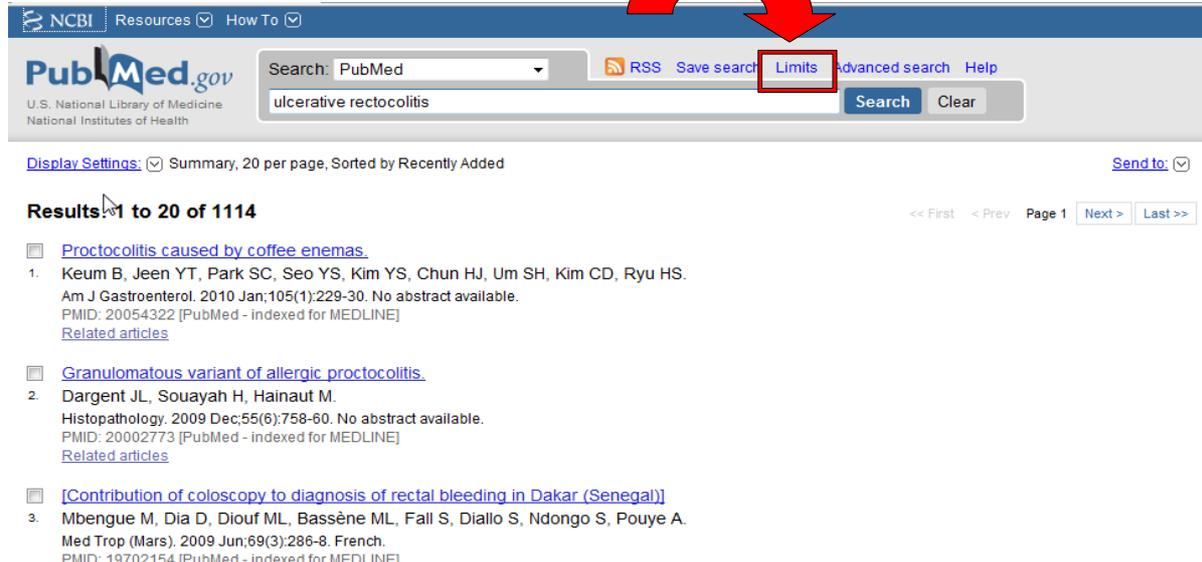 NCBI Resources How To
PubMed.gov
U.S. National Library of Medicine
National Institutes of Health
Search: PubMed
RSS Save search Limits Advanced search Help
ulcerative rectocolitis
Search Clear
Display Settings: Summary, 20 per page, Sorted by Recently Added
Send to:
Results: 1 to 20 of 1114
<< First < Prev Page 1 Next > Last >>
Proctocolitis caused by coffee enemas.
1. Keum B, Jeen YT, Park SC, Seo YS, Kim YS, Chun HJ, Um SH, Kim CD, Ryu HS.
Am J Gastroenterol. 2010 Jan;105(1):229-30. No abstract available.
PMID: 20054322 [PubMed - indexed for MEDLINE]
Related articles
Granulomatous variant of allergic proctocolitis.
2. Dargent JL, Souayah H, Hainaut M.
Histopathology. 2009 Dec;55(6):758-60. No abstract available.
PMID: 20002773 [PubMed - indexed for MEDLINE]
Related articles
[Contribution of coloscopy to diagnosis of rectal bleeding in Dakar (Senegal)]
3. Mbengue M, Dia D, Diouf ML, Bassène ML, Fall S, Diallo S, Ndongo S, Pouye A.
Med Trop (Mars). 2009 Jun;69(3):286-8. French.
PMID: 19702154 [PubMed - indexed for MEDLINE]